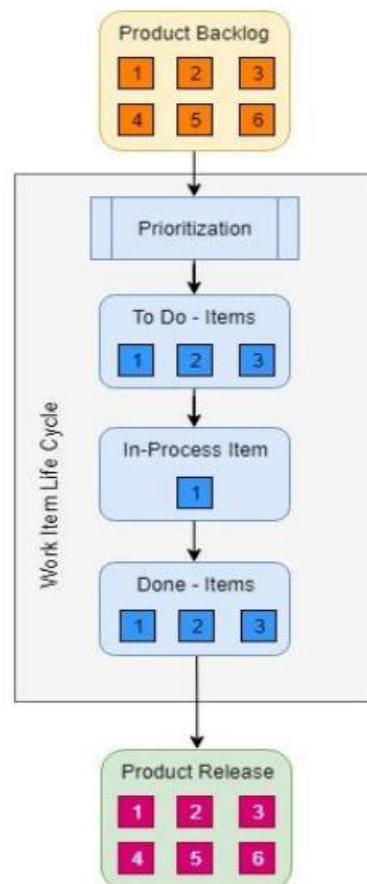 Product Backlog
1 2 3
4 5 6
Prioritization
To Do - Items
1 2 3
In-Process Item
1
Work Item Life Cycle
Done - Items
1 2 3
Product Release
1 2 3
4 5 6